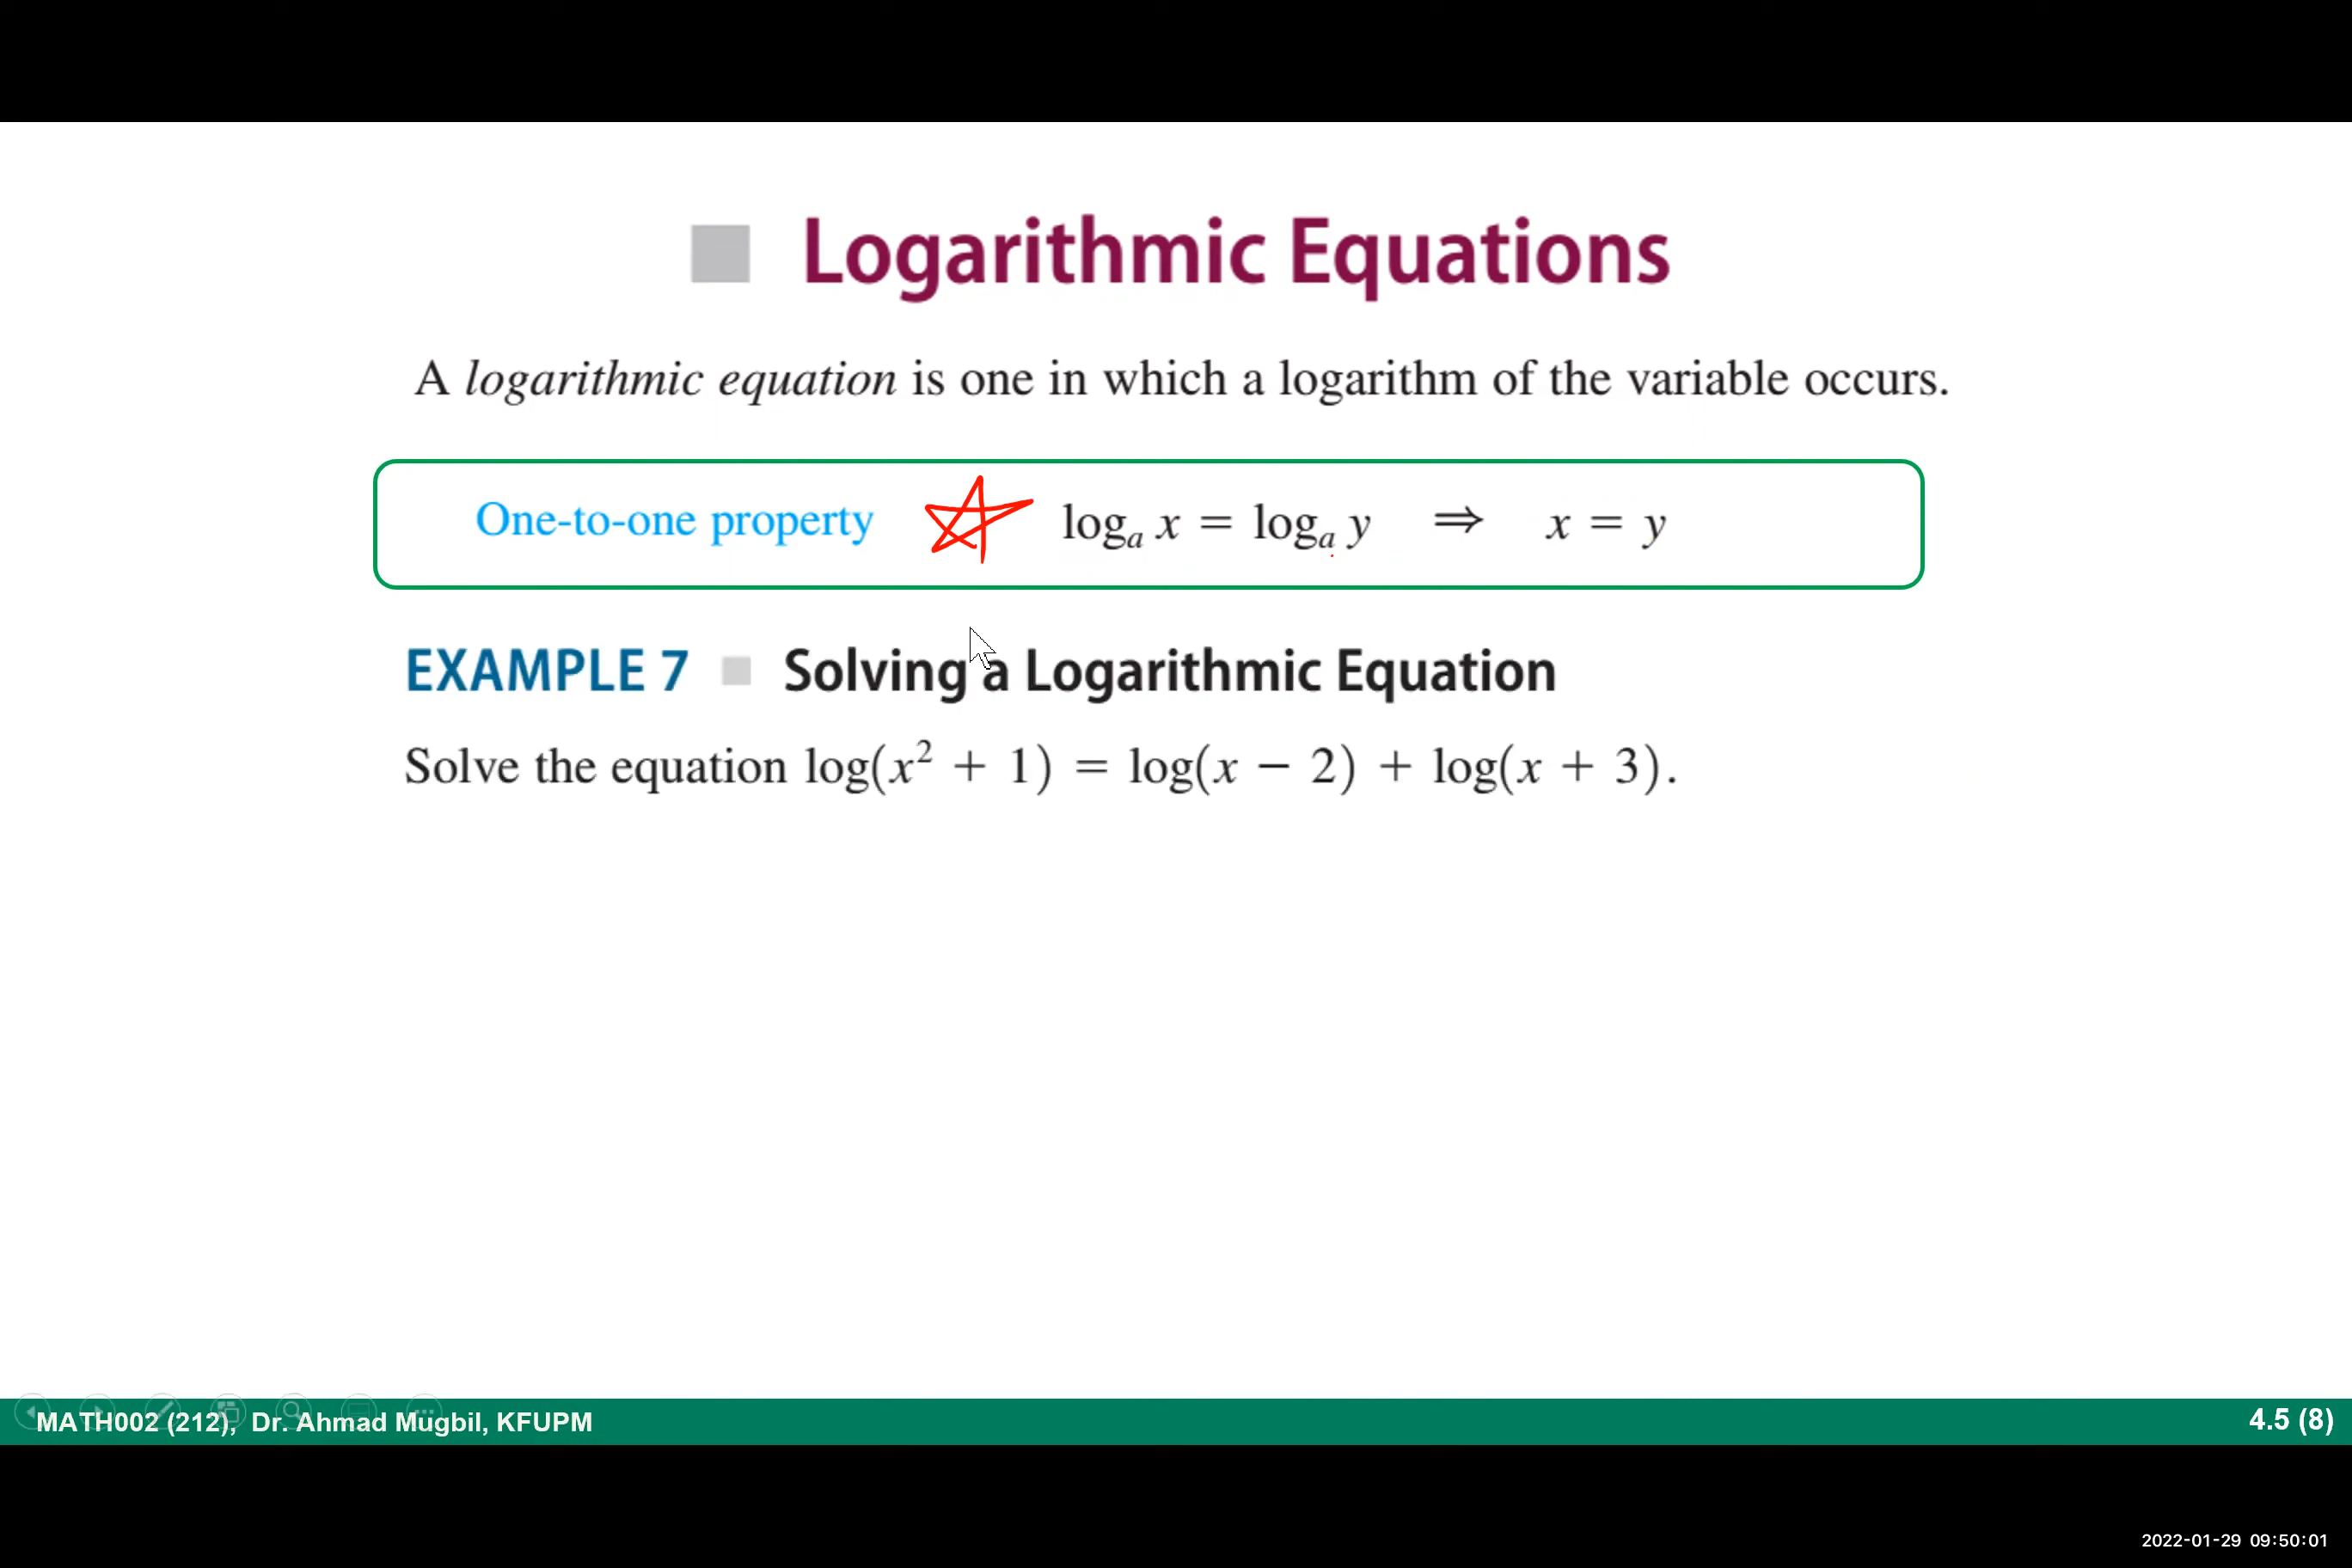 Logarithmic Equations
A logarithmic equation is one in which a logarithm of the variable occurs.
One-to-one property logₐ x = logₐ y ⇒ x = y
EXAMPLE 7 Solving a Logarithmic Equation
Solve the equation log(x² + 1) = log(x − 2) + log(x + 3).
MATH002 (212), Dr. Ahmad Mugbil, KFUPM 4.5 (8)
2022-01-29 09:50:01